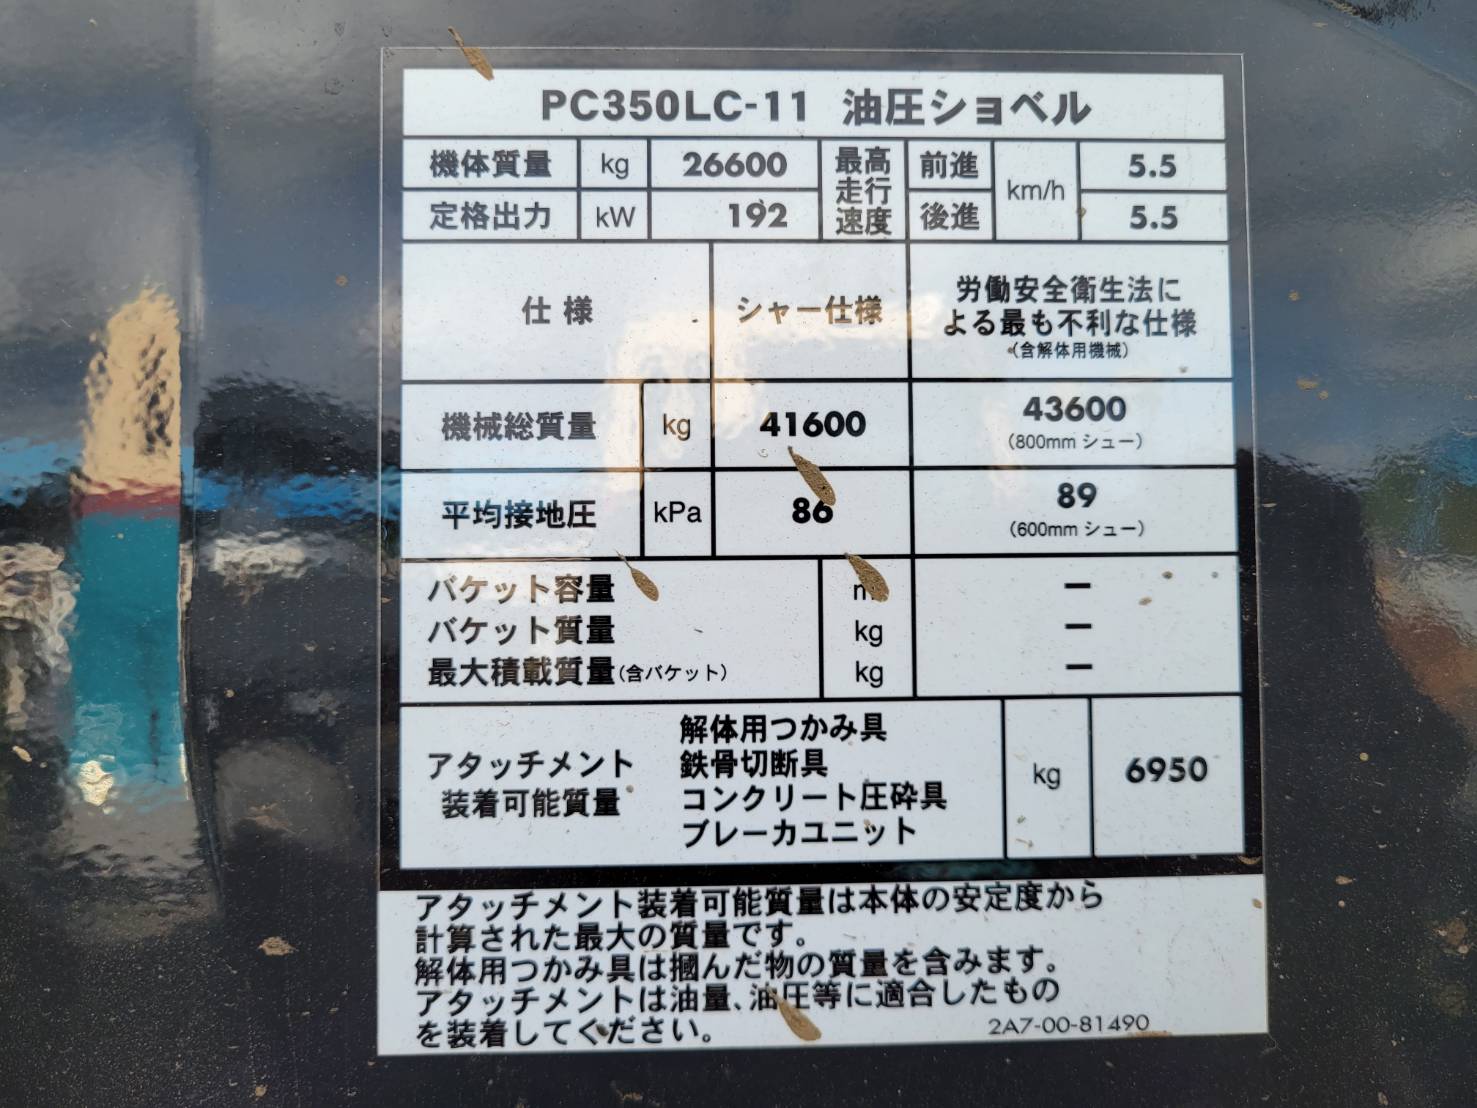 PC350LC-11 油圧ショベル
機体質量 kg 26600 最高走行速度 前進 km/h 5.5
定格出力 kW 192 後進 5.5
仕様 シャー仕様 労働安全衛生法に
よる最も不利な仕様
(含解体用機械)
機械総質量 kg 41600 43600
(800mm シュー)
平均接地圧 kPa 86 89
(600mm シュー)
バケット容量 ー
バケット質量 kg ー
最大積載質量(含バケット) kg ー
アタッチメント
装着可能質量
解体用つかみ具
鉄骨切断具
コンクリート圧砕具
ブレーカユニット
kg 6950
アタッチメント装着可能質量は本体の安定度から
計算された最大の質量です。
解体用つかみ具は掴んだ物の質量を含みます。
アタッチメントは油量、油圧等に適合したもの
を装着してください。
2A7-00-81490